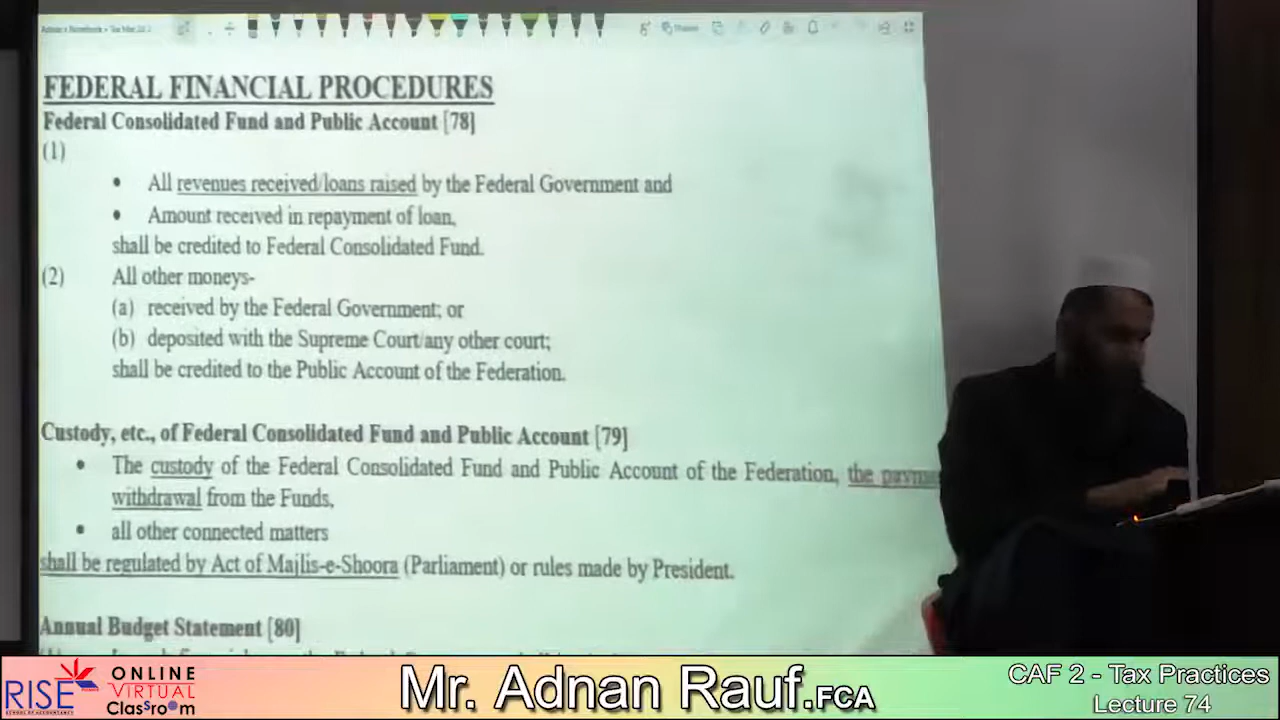 FEDERAL FINANCIAL PROCEDURES
Federal Consolidated Fund and Public Account [78]
(1)
• All revenues received/loans raised by the Federal Government and
• Amount received in repayment of loan,
shall be credited to Federal Consolidated Fund.
(2) All other moneys-
(a) received by the Federal Government; or
(b) deposited with the Supreme Court/any other court;
shall be credited to the Public Account of the Federation.
Custody, etc., of Federal Consolidated Fund and Public Account [79]
• The custody of the Federal Consolidated Fund and Public Account of the Federation, the
withdrawal from the Funds,
• all other connected matters
shall be regulated by Act of Majlis-e-Shoora (Parliament) or rules made by President.
Annual Budget Statement [80]
RISE
SCHOOL OF ACCOUNTANCY
ONLINE
VIRTUAL
Classroom
Mr. Adnan Rauf.FCA
CAF 2 - Tax Practices
Lecture 74